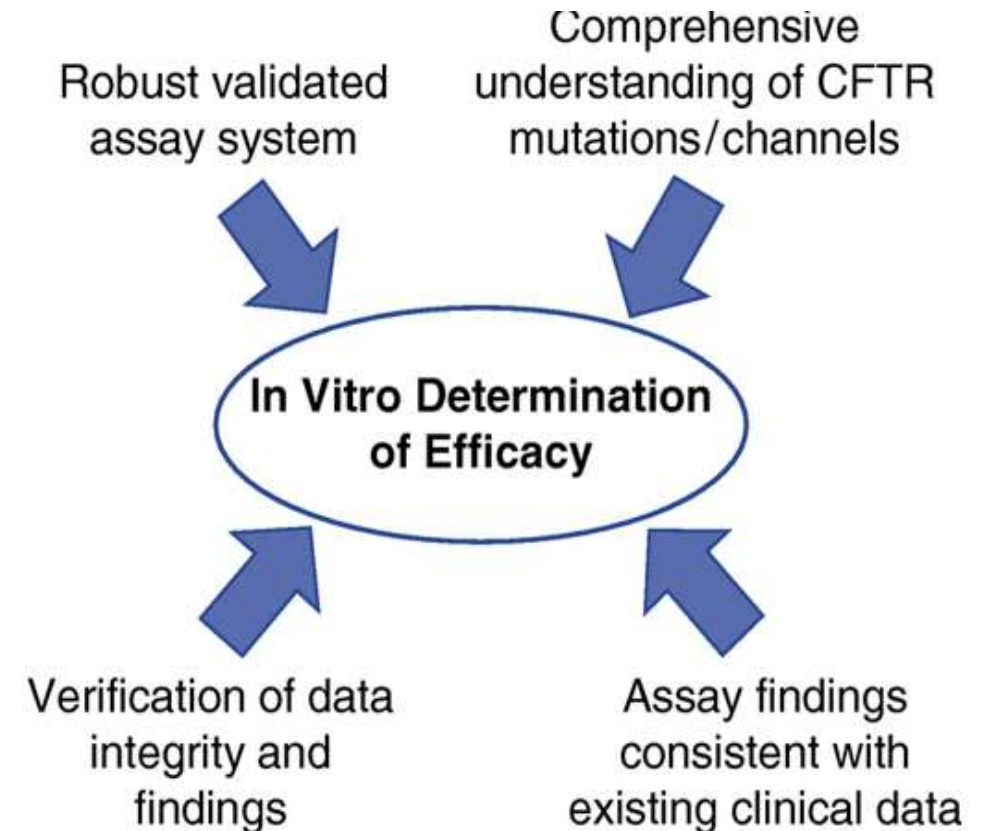 Robust validated
assay system
Comprehensive
understanding of CFTR
mutations/channels
In Vitro Determination
of Efficacy
Verification of data
integrity and
findings
Assay findings
consistent with
existing clinical data